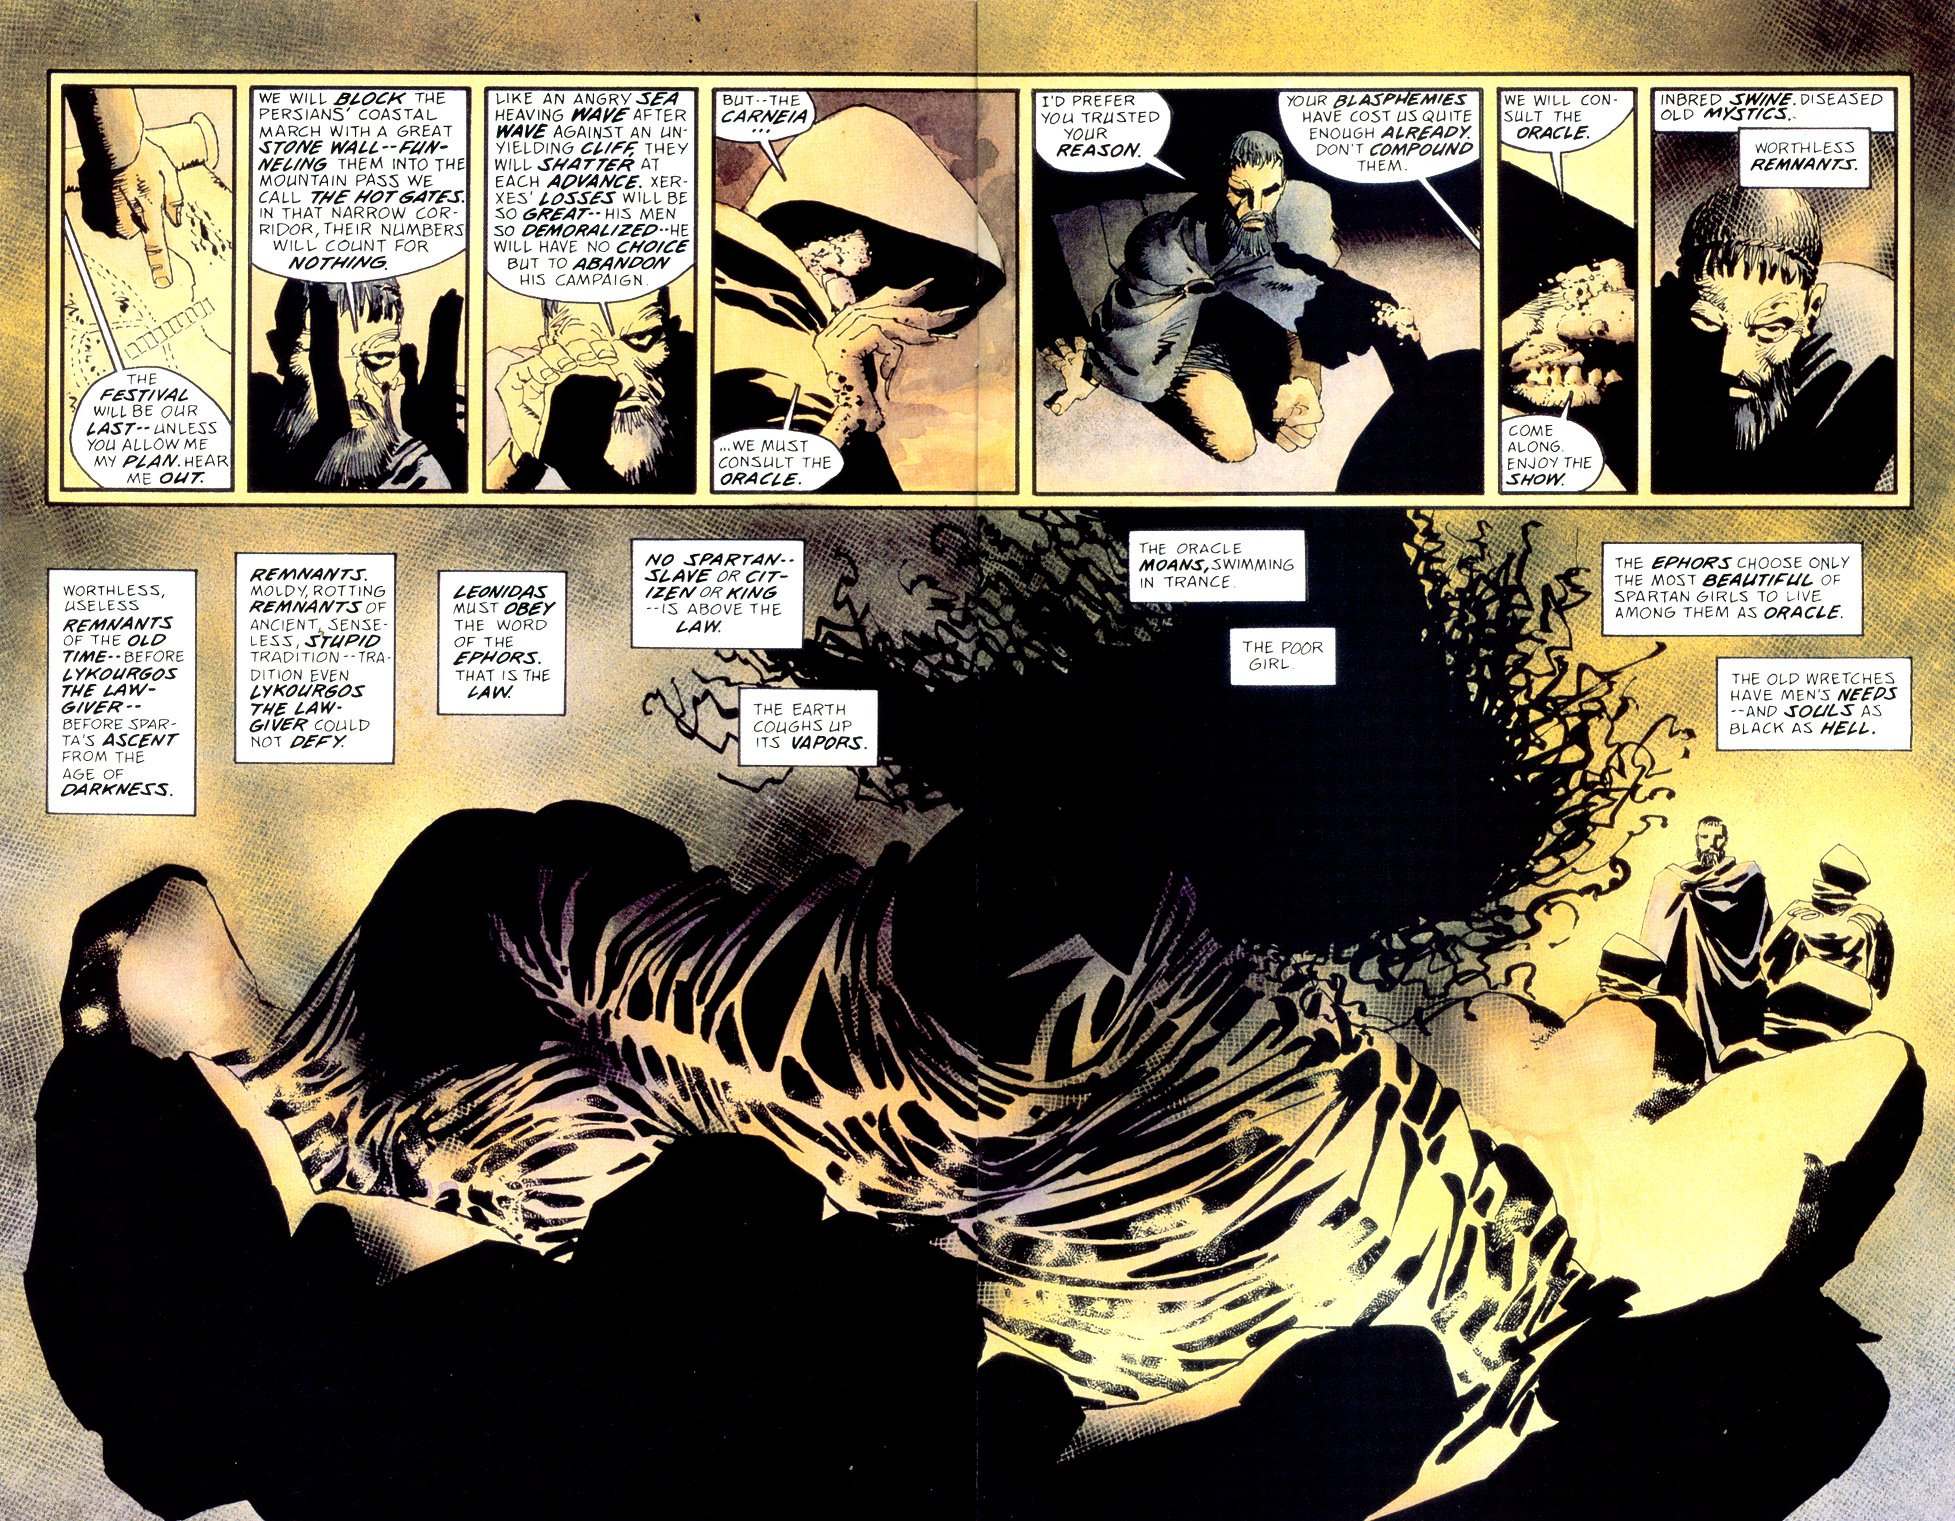 THE
FESTIVAL
WILL BE OUR
LAST--UNLESS
YOU ALLOW ME
MY PLAN. HEAR
ME OUT.
WE WILL BLOCK THE
PERSIANS' COASTAL
MARCH WITH A GREAT
STONE WALL--FUN-
NELING THEM INTO THE
MOUNTAIN PASS WE
CALL THE HOT GATES.
IN THAT NARROW COR-
RIDOR, THEIR NUMBERS
WILL COUNT FOR
NOTHING.
LIKE AN ANGRY SEA
HEAVING WAVE AFTER
WAVE AGAINST AN UN-
YIELDING CLIFF, THEY
WILL SHATTER AT
EACH ADVANCE. XER-
XES' LOSSES WILL BE
SO GREAT--HIS MEN
SO DEMORALIZED--HE
WILL HAVE NO CHOICE
BUT TO ABANDON
HIS CAMPAIGN.
BUT--THE
CARNEIA
...
...WE MUST
CONSULT THE
ORACLE.
I'D PREFER
YOU TRUSTED
YOUR
REASON.
YOUR BLASPHEMIES
HAVE COST US QUITE
ENOUGH ALREADY.
DON'T COMPOUND
THEM.
WE WILL CON-
SULT THE
ORACLE.
COME
ALONG.
ENJOY THE
SHOW.
INBRED SWINE. DISEASED
OLD MYSTICS.
WORTHLESS
REMNANTS.
WORTHLESS,
USELESS
REMNANTS
OF THE OLD
TIME--BEFORE
LYKOURGOS
THE LAW-
GIVER--
BEFORE SPAR-
TA'S ASCENT
FROM THE
AGE OF
DARKNESS.
REMNANTS.
MOLDY, ROTTING
REMNANTS OF
ANCIENT, SENSE-
LESS, STUPID
TRADITION--TRA-
DITION EVEN
LYKOURGOS
THE LAW-
GIVER COULD
NOT DEFY.
LEONIDAS
MUST OBEY
THE WORD
OF THE
EPHORS.
THAT IS THE
LAW.
NO SPARTAN--
SLAVE OR CIT-
IZEN OR KING
--IS ABOVE THE
LAW.
THE EARTH
COUGHS UP
ITS VAPORS.
THE ORACLE
MOANS, SWIMMING
IN TRANCE.
THE POOR
GIRL.
THE EPHORS CHOOSE ONLY
THE MOST BEAUTIFUL OF
SPARTAN GIRLS TO LIVE
AMONG THEM AS ORACLE.
THE OLD WRETCHES
HAVE MEN'S NEEDS
--AND SOULS AS
BLACK AS HELL.